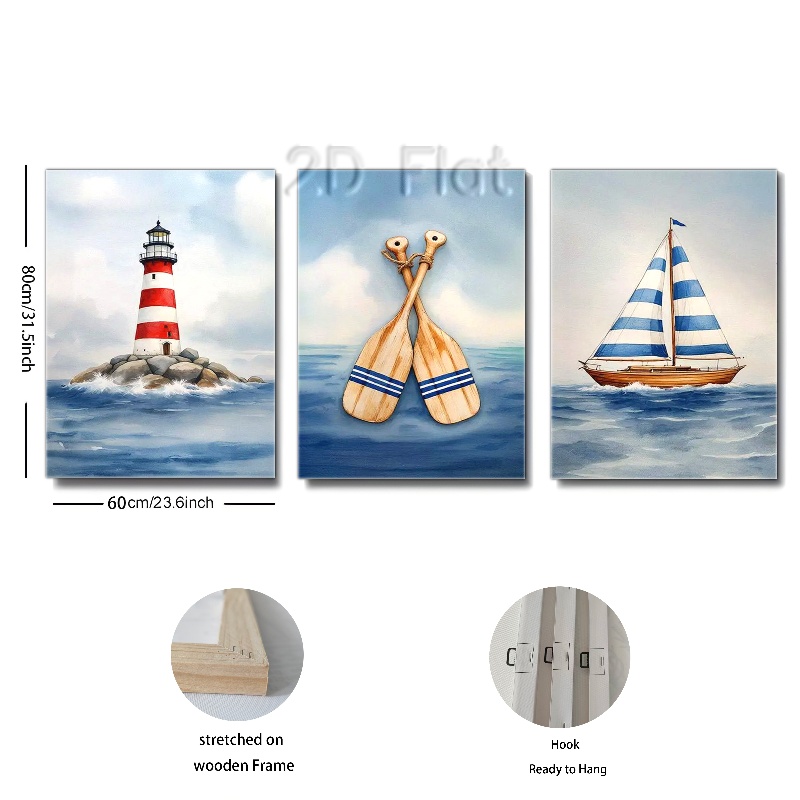 2D Flat
80cm/31.5inch
60cm/23.6inch
stretched on
wooden Frame
Hook
Ready to Hang